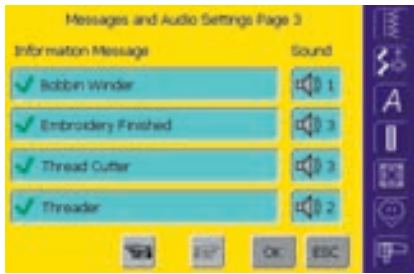 Messages and Audio Settings Page 3
Information Message Sound
Bobbin Winder 1
Embroidery Finished 3
Thread Cutter 3
Threader 2
OK ESC
A